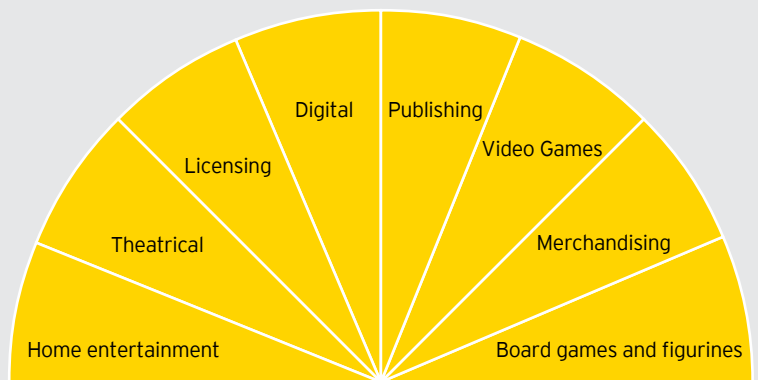 Digital
Publishing
Video Games
Licensing
Theatrical
Merchandising
Home entertainment
Board games and figurines